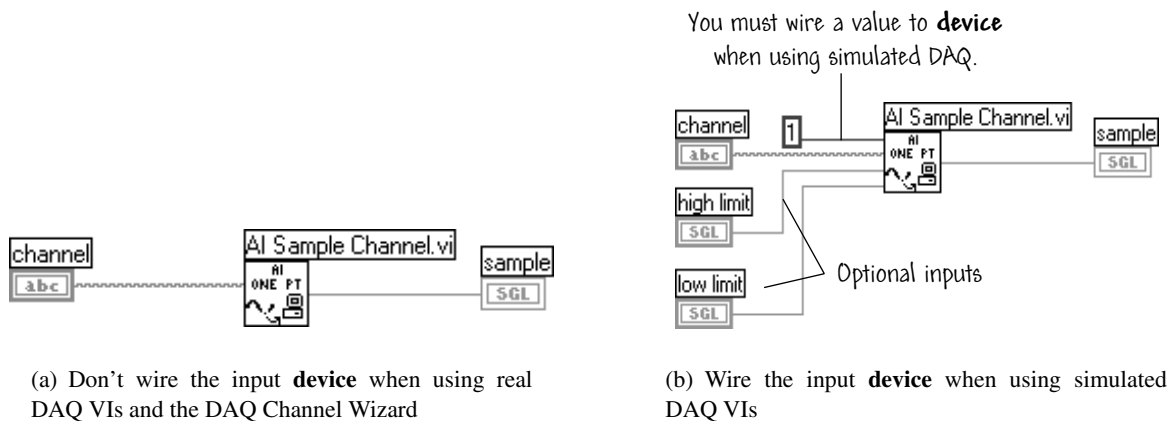 You must wire a value to device
when using simulated DAQ.
channel
abc
AI Sample Channel.vi
AI
ONE PT
sample
SGL
(a) Don't wire the input device when using real
DAQ VIs and the DAQ Channel Wizard
channel
abc
1
AI Sample Channel.vi
AI
ONE PT
sample
SGL
high limit
SGL
Optional inputs
low limit
SGL
(b) Wire the input device when using simulated
DAQ VIs